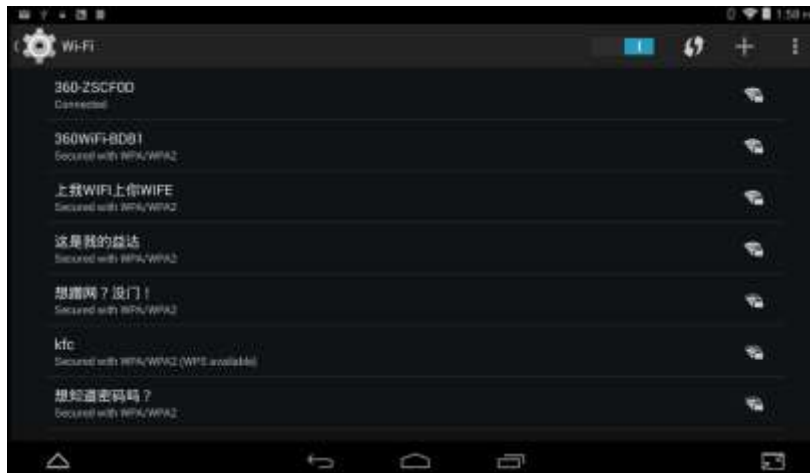 1:58
Wi-Fi
360-ZSCF0D
Connected
360WiFi-BDB1
Secured with WPA/WPA2
上我WIFI上你WIFE
Secured with WPA/WPA2
这是我的益达
Secured with WPA/WPA2
想蹭网？没门！
Secured with WPA/WPA2
kfc
Secured with WPA/WPA2 (WPS available)
想知道密码吗？
Secured with WPA/WPA2